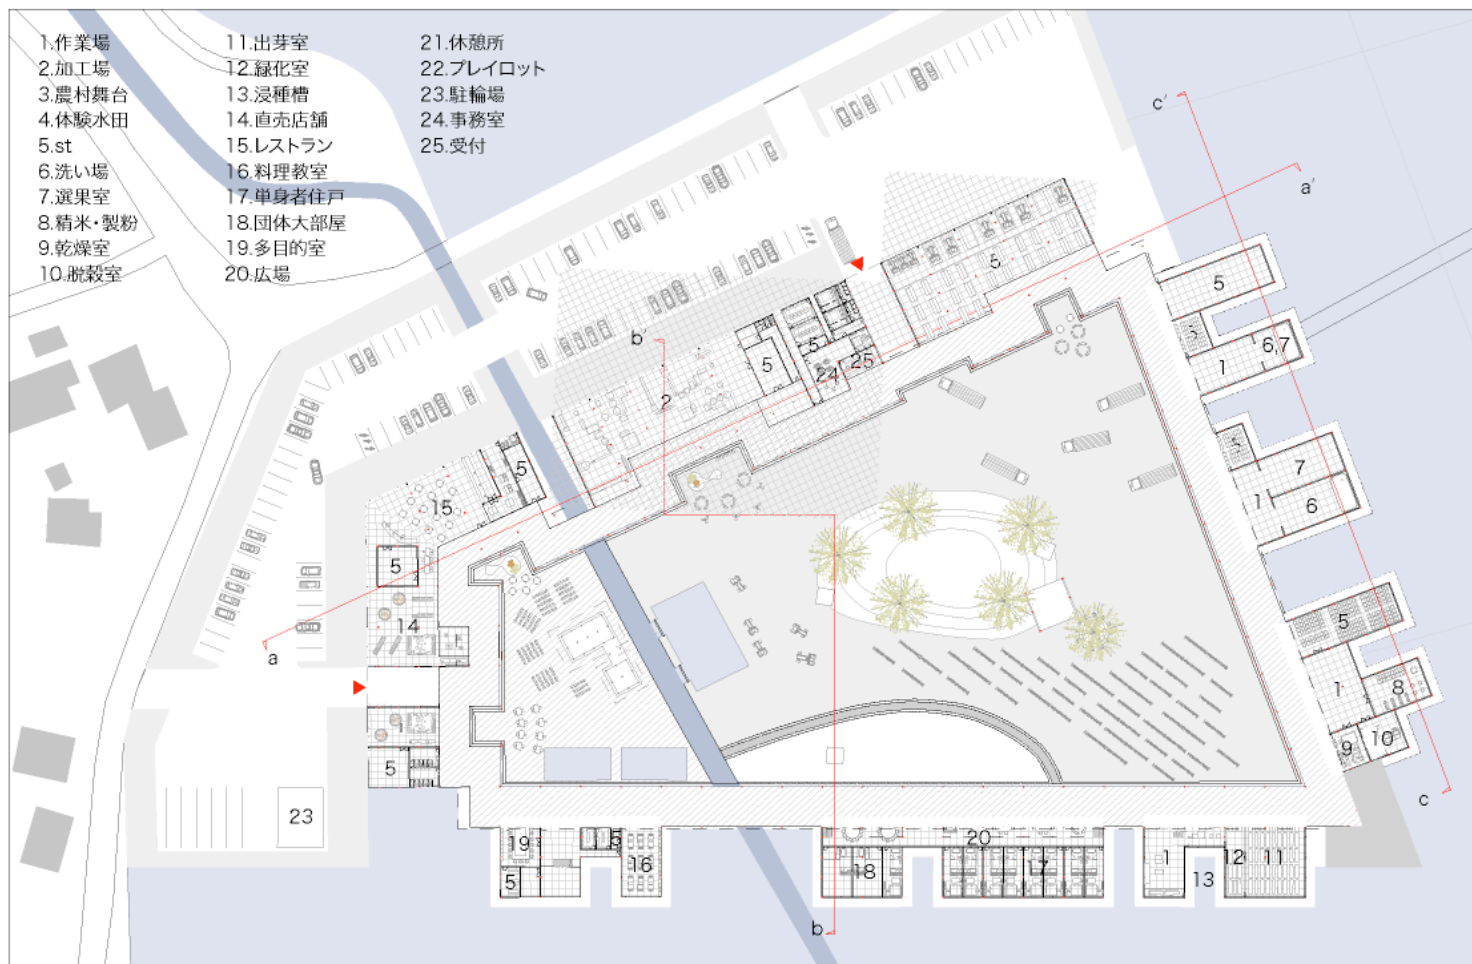 1.作業場
2.加工場
3.農村舞台
4.体験水田
5.st
6.洗い場
7.選果室
8.精米・製粉
9.乾燥室
10.脱穀室
11.出芽室
12.緑化室
13.浸種槽
14.直売店舗
15.レストラン
16.料理教室
17.単身者住戸
18.団体大部屋
19.多目的室
20.広場
21.休憩所
22.プレイロット
23.駐輪場
24.事務室
25.受付
c'
a'
5
5
b'
6,7
5
5
25
1
24
2
7
5
1
6
15
5
5
14
a
1
8
9
10
5
23
c
19
20
16
18
17
1
12
11
5
13
b